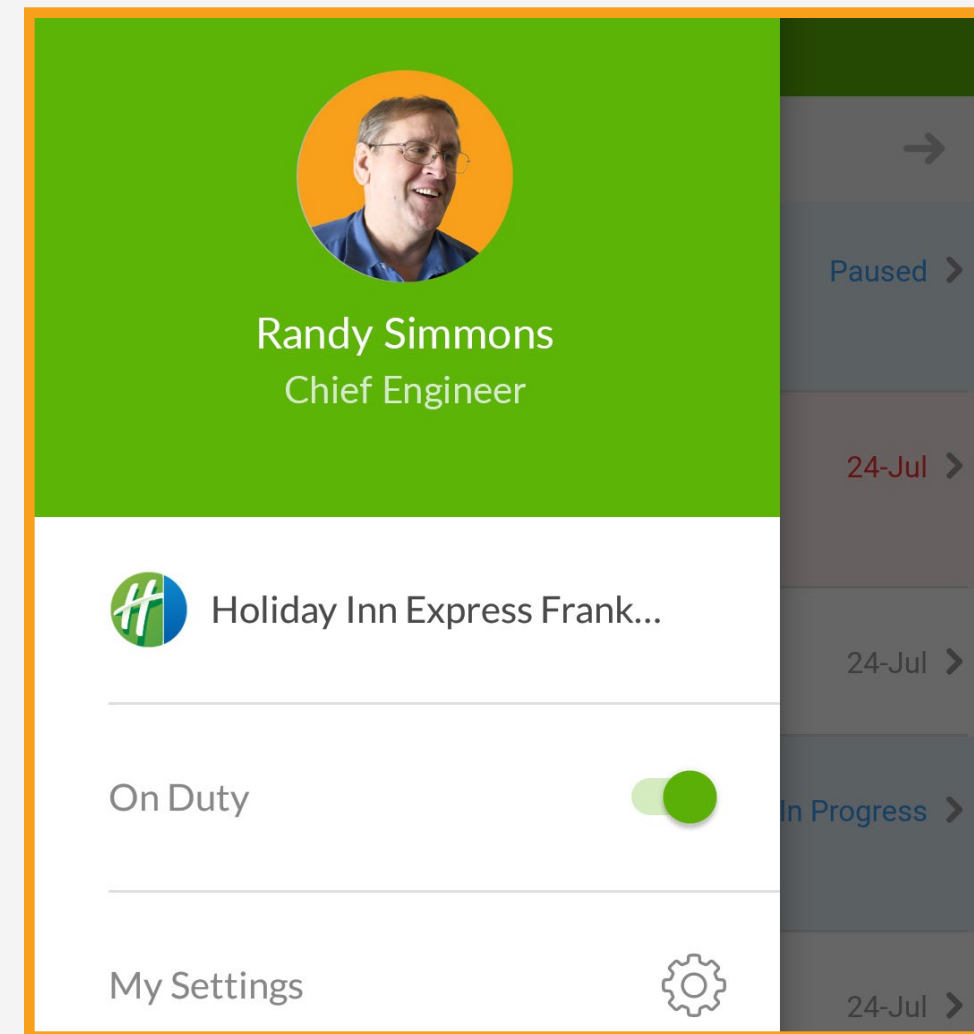 Randy Simmons
Chief Engineer
Holiday Inn Express Frank...
On Duty
My Settings
Paused
24-Jul
24-Jul
In Progress
24-Jul